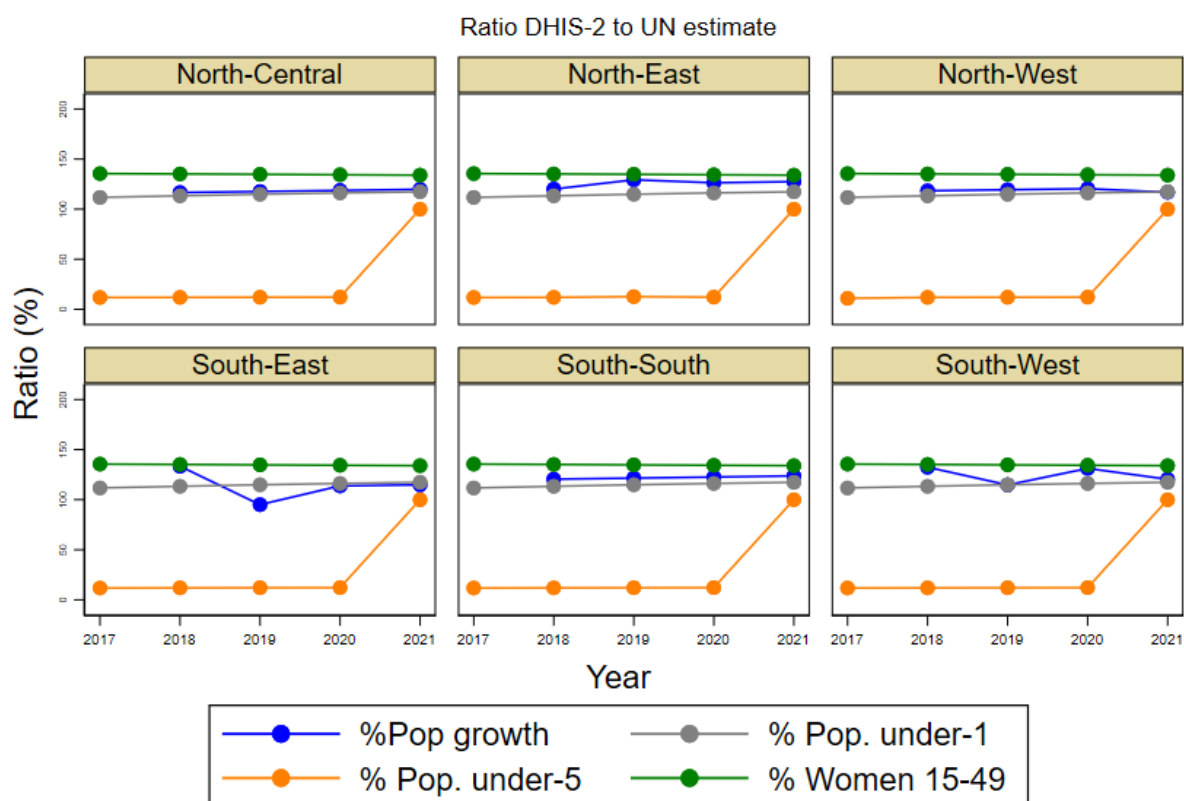 Ratio DHIS-2 to UN estimate
North-Central North-East North-West
200
150
100
50
0
South-East South-South South-West
200
150
100
50
0
Ratio (%)
2017 2018 2019 2020 2021 2017 2018 2019 2020 2021 2017 2018 2019 2020 2021
Year
%Pop growth % Pop. under-1
% Pop. under-5 % Women 15-49